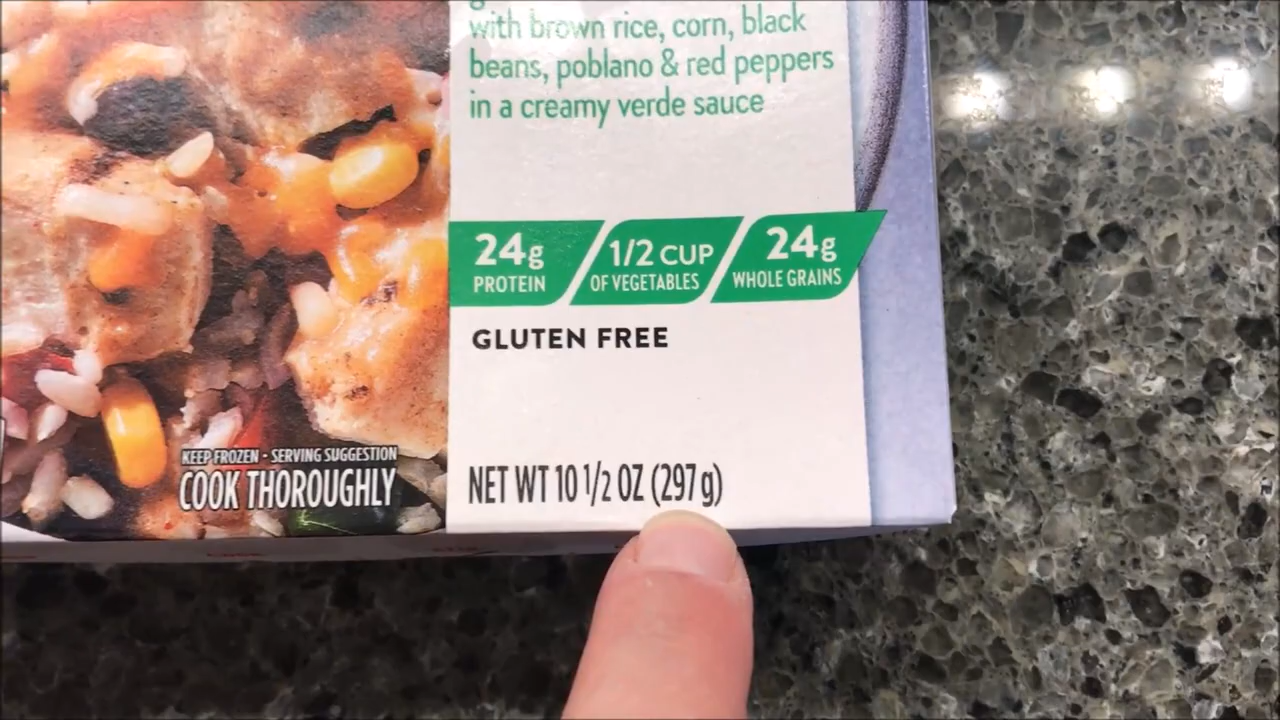 with brown rice, corn, black
beans, poblano & red peppers
in a creamy verde sauce
24g
PROTEIN
1/2 CUP
OF VEGETABLES
24g
WHOLE GRAINS
GLUTEN FREE
KEEP FROZEN - SERVING SUGGESTION
COOK THOROUGHLY
NET WT 10 1/2 OZ (297 g)